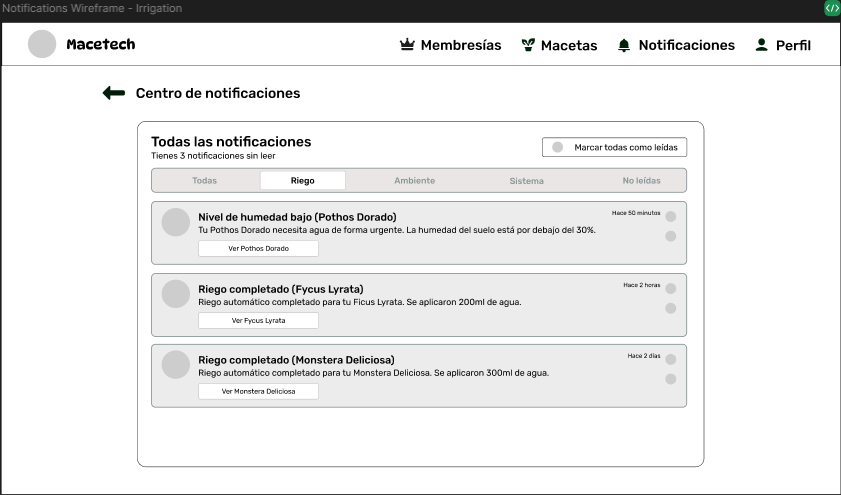 Notifications Wireframe - Irrigation
</>
Macetech
Membresías
Macetas
Notificaciones
Perfil
Centro de notificaciones
Todas las notificaciones
Tienes 3 notificaciones sin leer
Marcar todas como leídas
Todas
Riego
Ambiente
Sistema
No leídas
Nivel de humedad bajo (Pothos Dorado)
Hace 50 minutos
Tu Pothos Dorado necesita agua de forma urgente. La humedad del suelo está por debajo del 30%.
Ver Pothos Dorado
Riego completado (Fycus Lyrata)
Hace 2 horas
Riego automático completado para tu Ficus Lyrata. Se aplicaron 200ml de agua.
Ver Fycus Lyrata
Riego completado (Monstera Deliciosa)
Hace 2 días
Riego automático completado para tu Monstera Deliciosa. Se aplicaron 300ml de agua.
Ver Monstera Deliciosa